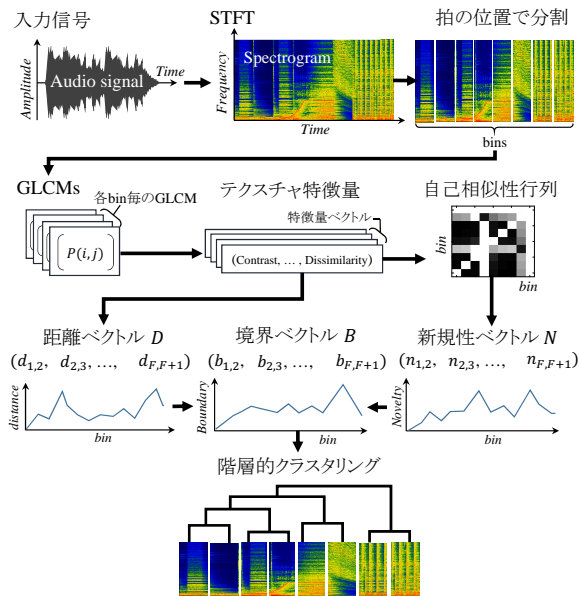 入力信号
STFT
拍の位置で分割
Amplitude
Audio signal
Time
Frequency
Spectrogram
Time
bins
GLCMs
各bin毎のGLCM
P(i,j)
テクスチャ特徴量
特徴量ベクトル
(Contrast, … , Dissimilarity)
自己相似性行列
bin
bin
距離ベクトル D
(d1,2, d2,3, …, dF,F+1)
distance
bin
境界ベクトル B
(b1,2, b2,3, …, bF,F+1)
Boundary
bin
新規性ベクトル N
(n1,2, n2,3, …, nF,F+1)
Novelty
bin
階層的クラスタリング